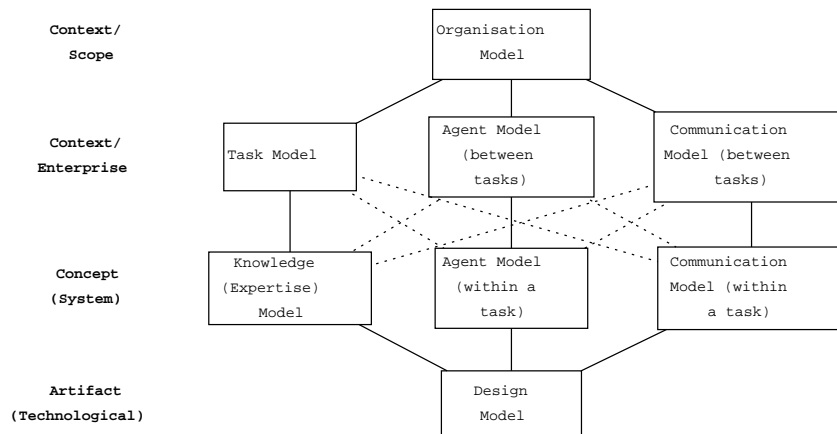 Context/
Scope
Organisation
Model
Context/
Enterprise
Task Model
Agent Model
(between
tasks)
Communication
Model (between
tasks)
Concept
(System)
Knowledge
(Expertise)
Model
Agent Model
(within a
task)
Communication
Model (within
a task)
Artifact
(Technological)
Design
Model